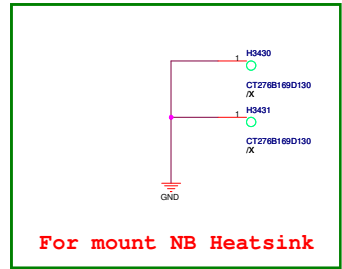 H3430
1
CT276B169D130
/X
H3431
1
CT276B169D130
/X
GND
For mount NB Heatsink